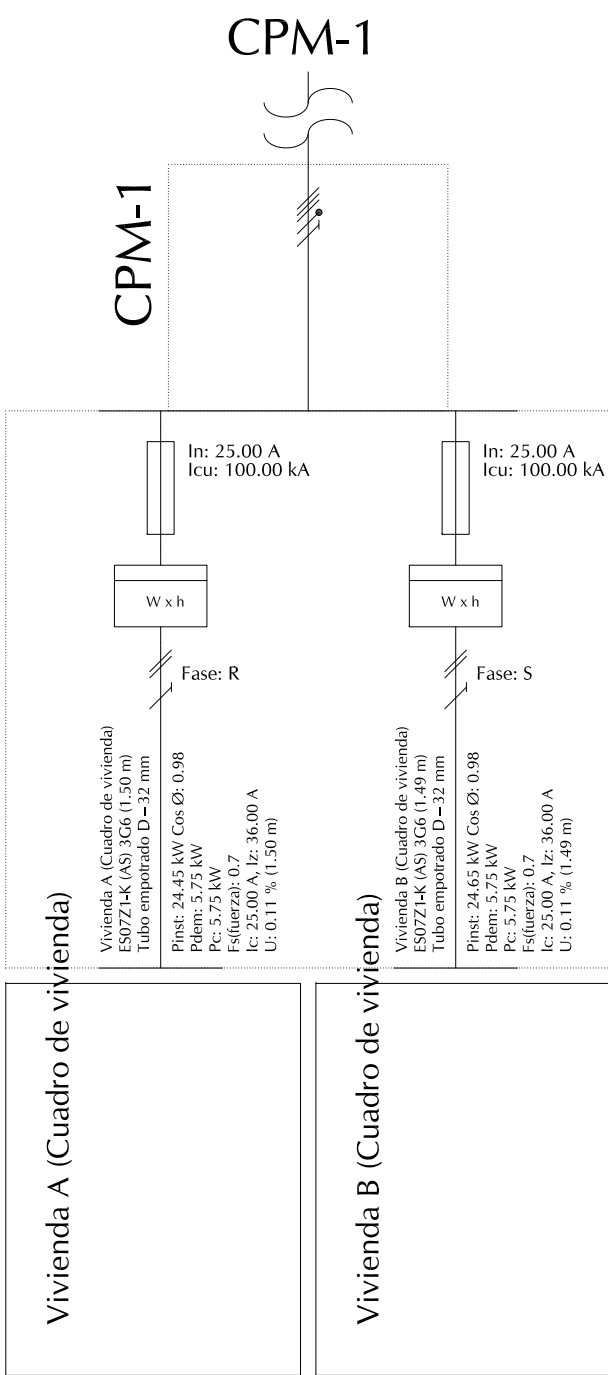 CPM-1
CPM-1
In: 25.00 A
Icu: 100.00 kA
W x h
Fase: R
Vivienda A (Cuadro de vivienda)
ES07Z1-K (AS) 3G6 (1.50 m)
Tubo empotrado D=32 mm
Pinst: 24.45 kW Cos Ø: 0.98
Pdem: 5.75 kW
Pc: 5.75 kW
Fs(fuerza): 0.7
Ic: 25.00 A, Iz: 36.00 A
U: 0.11 % (1.50 m)
Vivienda A (Cuadro de vivienda)
In: 25.00 A
Icu: 100.00 kA
W x h
Fase: S
Vivienda B (Cuadro de vivienda)
ES07Z1-K (AS) 3G6 (1.49 m)
Tubo empotrado D=32 mm
Pinst: 24.65 kW Cos Ø: 0.98
Pdem: 5.75 kW
Pc: 5.75 kW
Fs(fuerza): 0.7
Ic: 25.00 A, Iz: 36.00 A
U: 0.11 % (1.49 m)
Vivienda B (Cuadro de vivienda)